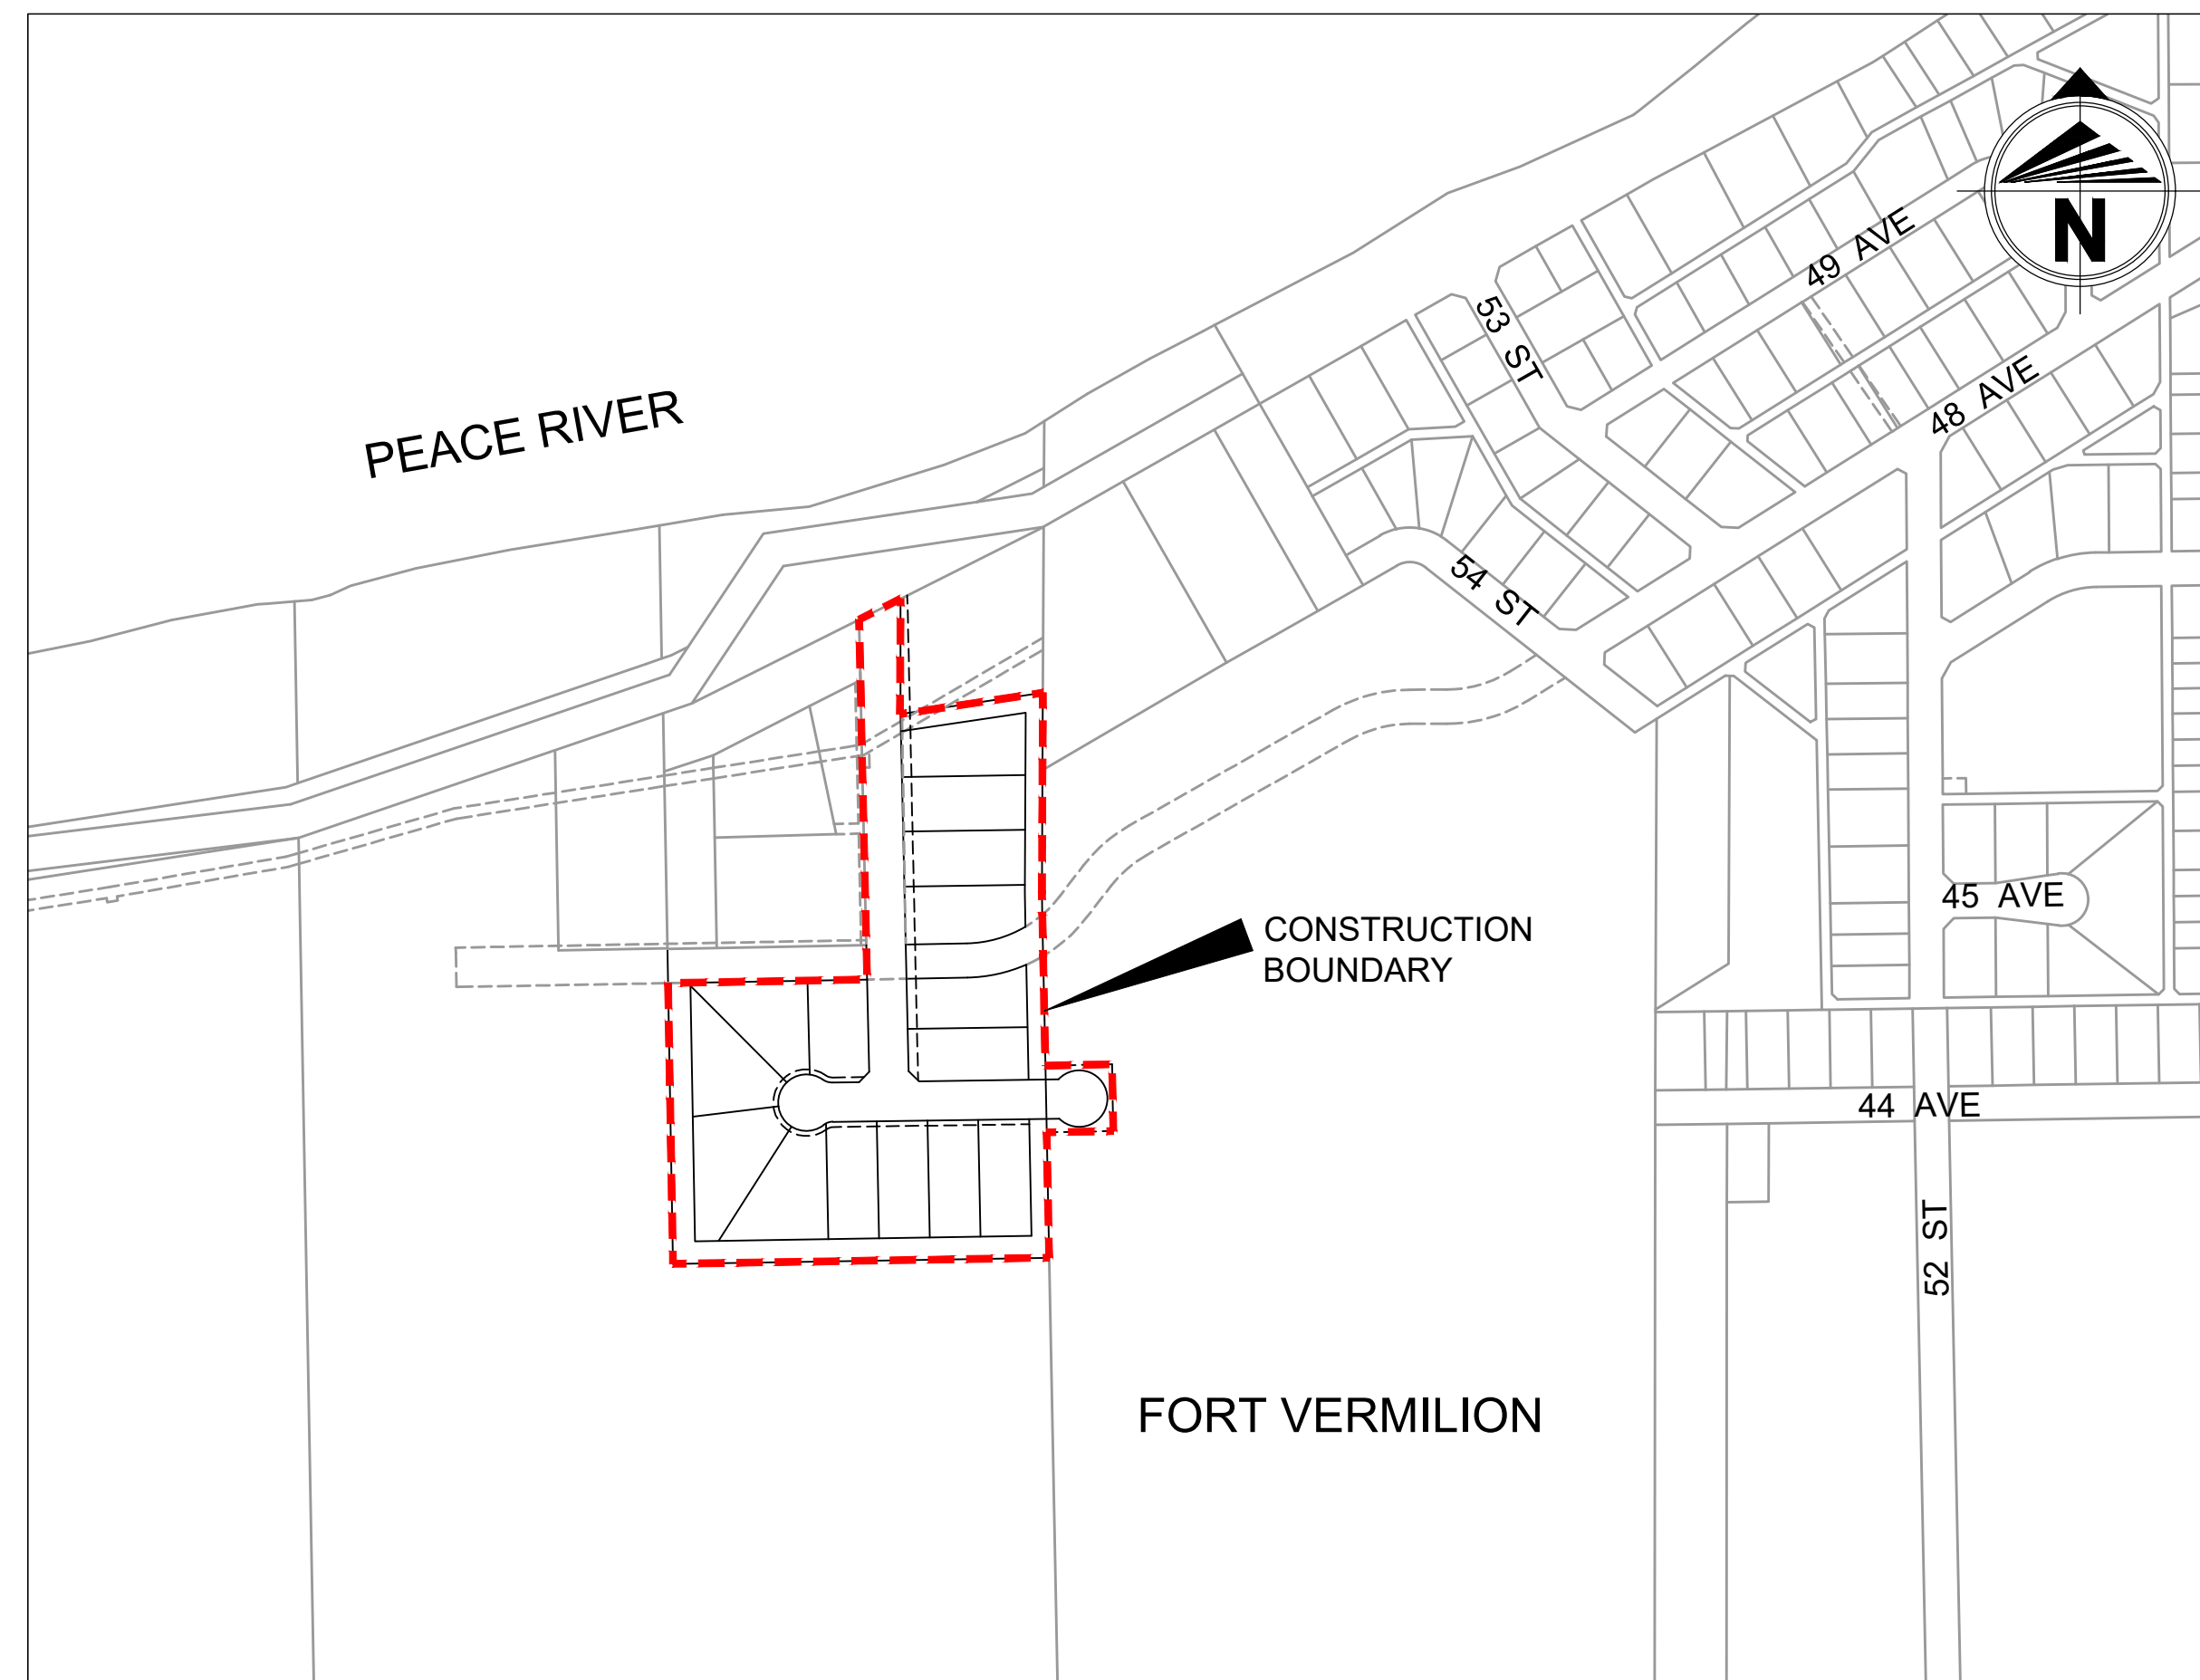 N
49 AVE
53 ST
48 AVE
PEACE RIVER
54 ST
45 AVE
CONSTRUCTION
BOUNDARY
44 AVE
52 ST
FORT VERMILION